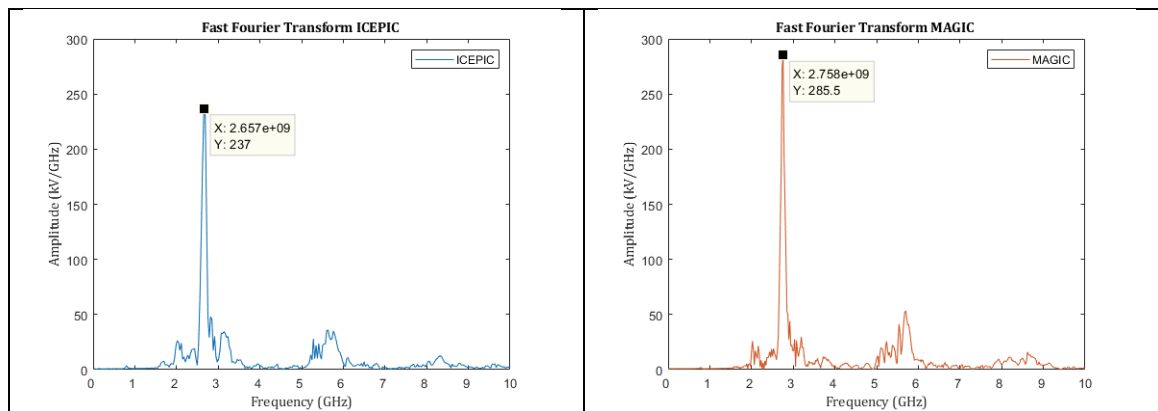 Fast Fourier Transform ICEPIC
300
250
200
150
100
50
0
Amplitude (kV/GHz)
ICEPIC
X: 2.657e+09
Y: 237
0 1 2 3 4 5 6 7 8 9 10
Frequency (GHz)
Fast Fourier Transform MAGIC
300
250
200
150
100
50
0
Amplitude (kV/GHz)
MAGIC
X: 2.758e+09
Y: 285.5
0 1 2 3 4 5 6 7 8 9 10
Frequency (GHz)